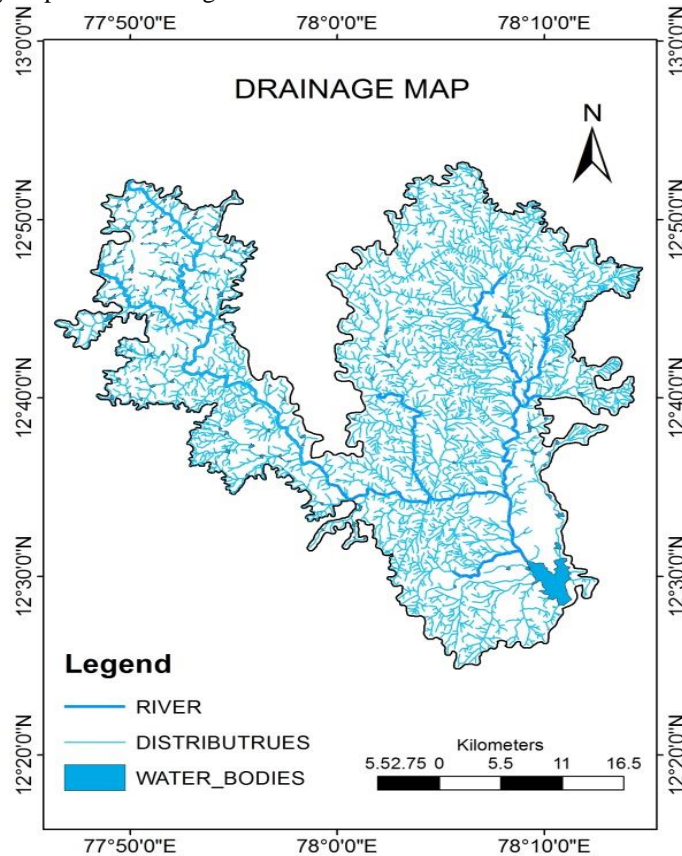 77°50'0"E 78°0'0"E 78°10'0"E
13°0'0"N 13°0'0"N
DRAINAGE MAP
N
12°50'0"N 12°50'0"N
12°40'0"N 12°40'0"N
12°30'0"N 12°30'0"N
Legend
RIVER
DISTRIBUTRUES
WATER_BODIES
Kilometers
5.52.75 0 5.5 11 16.5
12°20'0"N 12°20'0"N
77°50'0"E 78°0'0"E 78°10'0"E